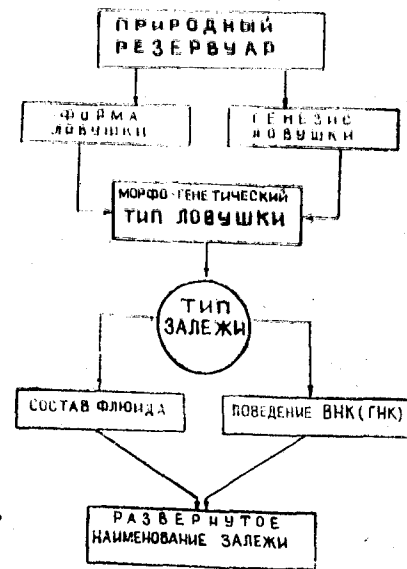 ПРИРОДНЫЙ
РЕЗЕРВУАР
ФОРМА
ЛОВУШКИ
ГЕНЕЗИС
ЛОВУШКИ
МОРФО-ГЕНЕТИЧЕСКИЙ
ТИП ЛОВУШКИ
ТИП
ЗАЛЕЖИ
СОСТАВ ФЛЮИДА
ПОВЕДЕНИЕ ВНК(ГНК)
РАЗВЕРНУТОЕ
НАИМЕНОВАНИЕ ЗАЛЕЖИ